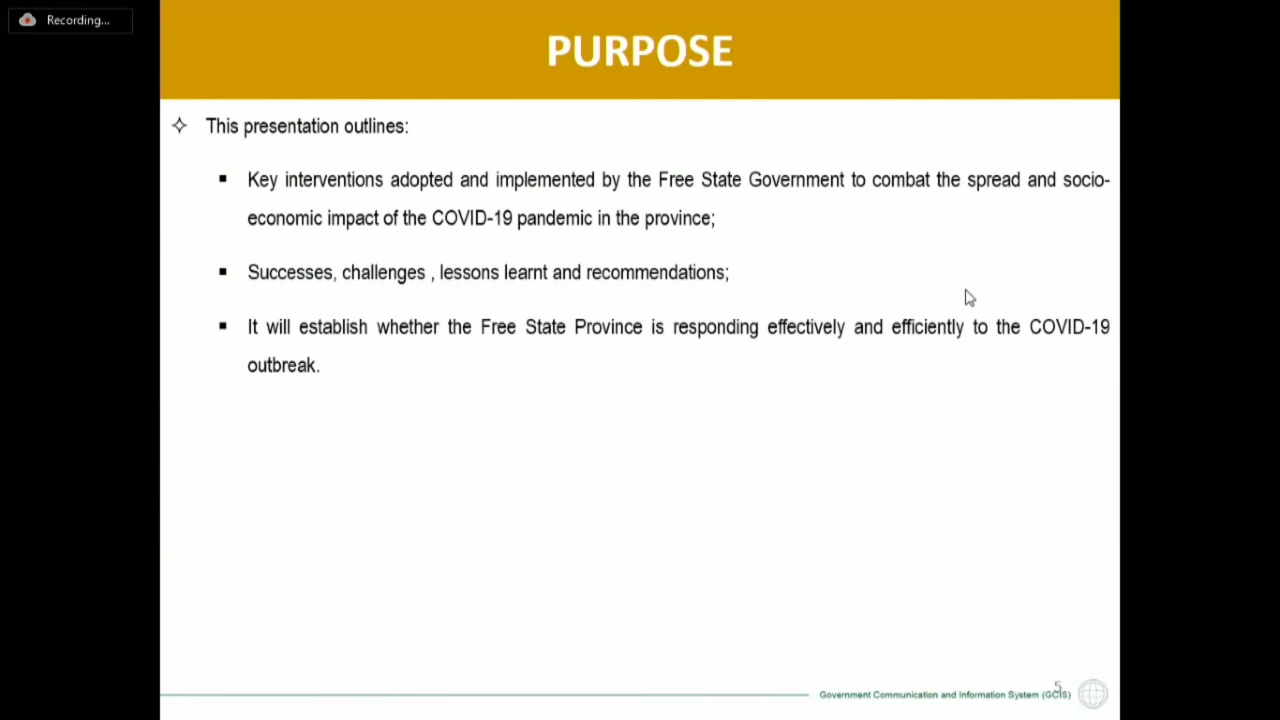 Recording...
PURPOSE
This presentation outlines:
Key interventions adopted and implemented by the Free State Government to combat the spread and socio-
economic impact of the COVID-19 pandemic in the province;
Successes, challenges , lessons learnt and recommendations;
It will establish whether the Free State Province is responding effectively and efficiently to the COVID-19
outbreak.
5
Government Communication and Information System (GCIS)